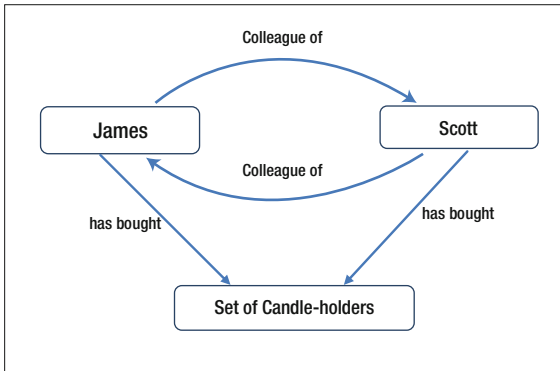 Colleague of
James
Scott
Colleague of
has bought
has bought
Set of Candle-holders